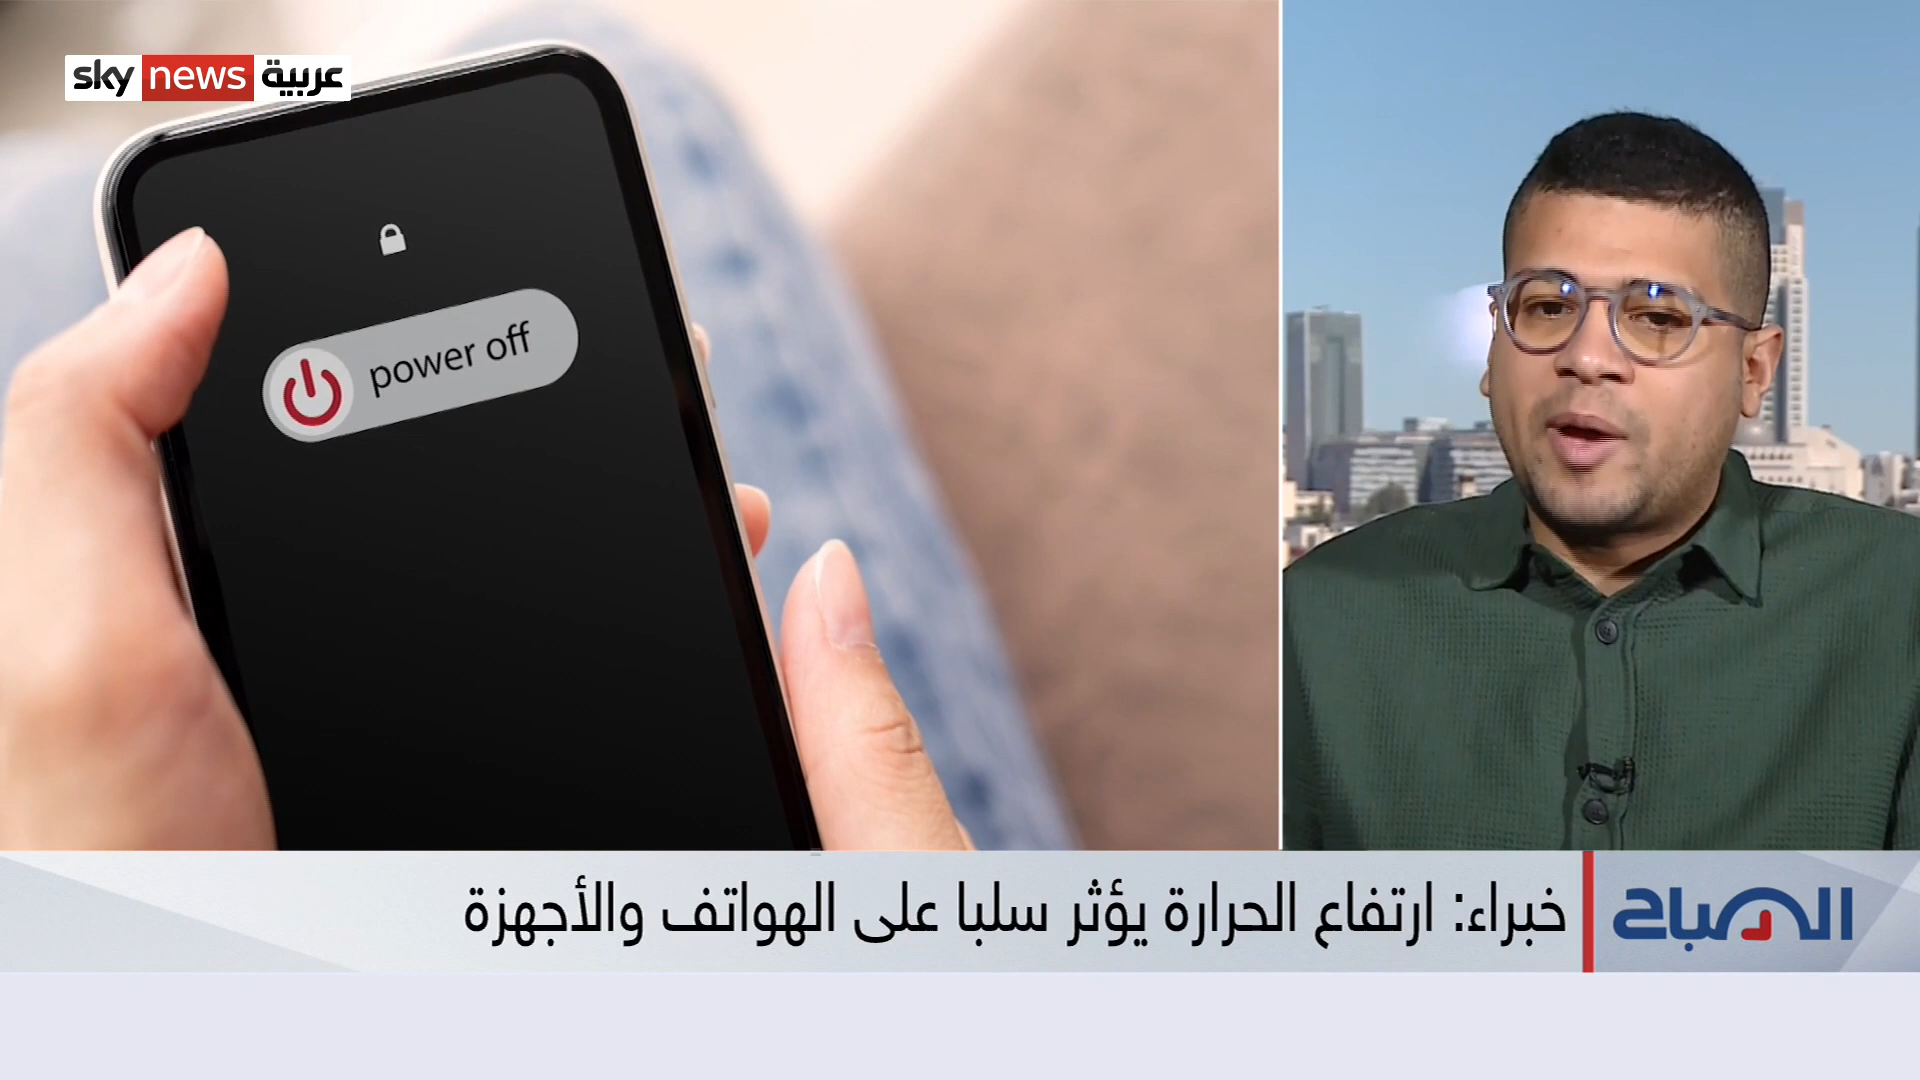 sky news عربية
power off
خبراء: ارتفاع الحرارة يؤثر سلبا على الهواتف والأجهزة
الصباح